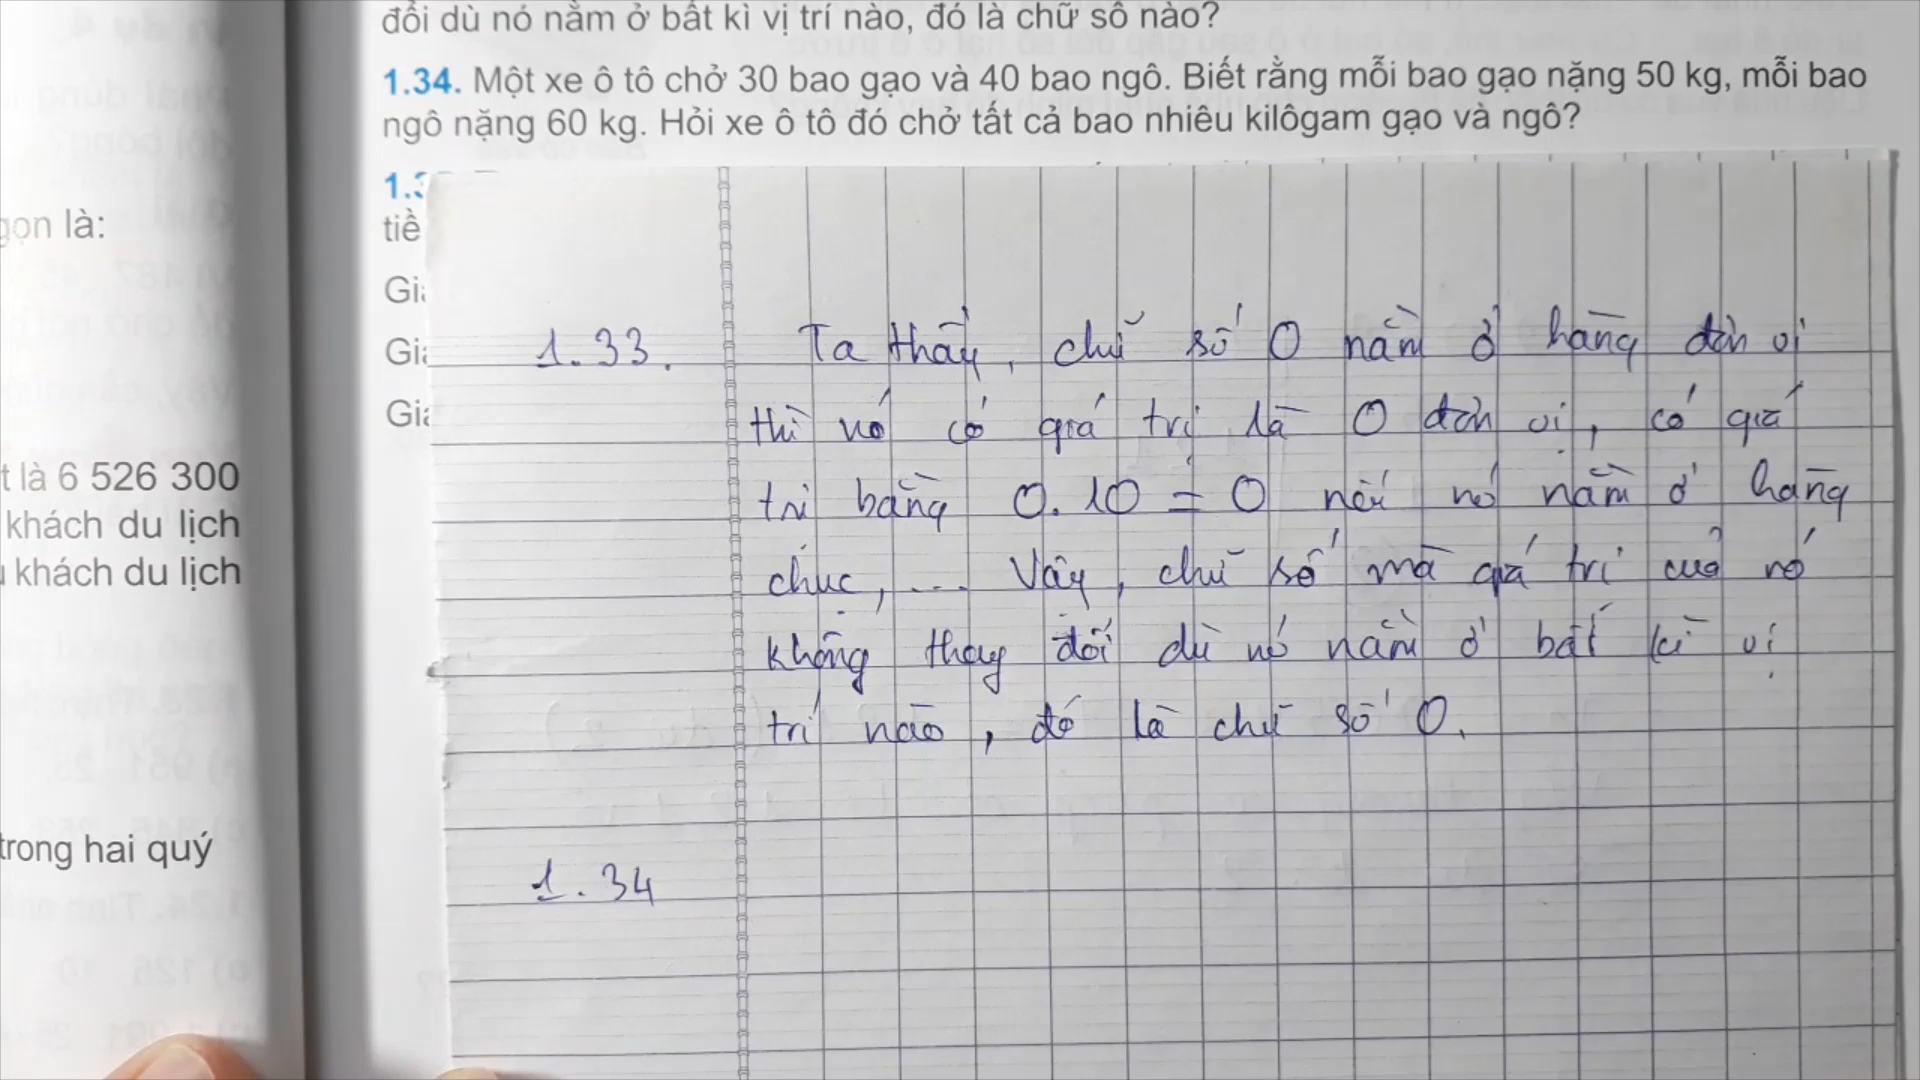 đổi dù nó nằm ở bất kì vị trí nào, đó là chữ số nào?
1.34. Một xe ô tô chở 30 bao gạo và 40 bao ngô. Biết rằng mỗi bao gạo nặng 50 kg, mỗi bao
ngô nặng 60 kg. Hỏi xe ô tô đó chở tất cả bao nhiêu kilôgam gạo và ngô?
1.3
tiề
Gi
Gi
Gi
gọn là:
t là 6 526 300
khách du lịch
khách du lịch
trong hai quý
1.33. Ta thấy, chữ số 0 nằm ở hàng đơn vị
thì nó có giá trị là 0 đơn vị, có giá
trị bằng 0.10 = 0 nếu nó nằm ở hàng
chục, ... Vậy, chữ số mà giá trị của nó
không thay đổi dù nó nằm ở bất kì vị
trí nào, đó là chữ số 0.
1.34